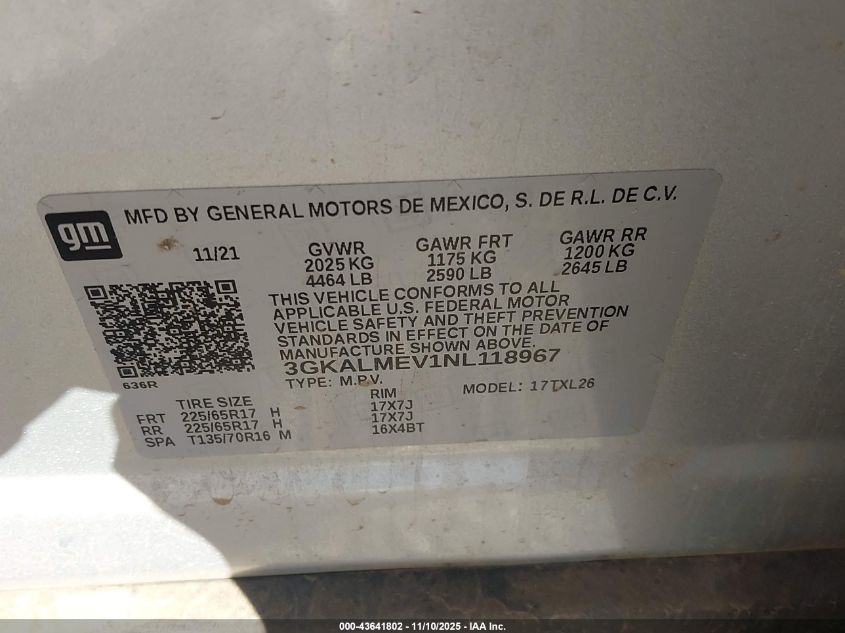 gm
MFD BY GENERAL MOTORS DE MEXICO, S. DE R.L. DE C.V.
11/21 GVWR GAWR FRT GAWR RR
2025 KG 1175 KG 1200 KG
4464 LB 2590 LB 2645 LB
THIS VEHICLE CONFORMS TO ALL
APPLICABLE U.S. FEDERAL MOTOR
VEHICLE SAFETY AND THEFT PREVENTION
STANDARDS IN EFFECT ON THE DATE OF
MANUFACTURE SHOWN ABOVE.
3GKALMEV1NL118967
636R TYPE: M.P.V. MODEL: 17TXL26
TIRE SIZE RIM
FRT 225/65R17 H 17X7J
RR 225/65R17 H 17X7J
SPA T135/70R16 M 16X4BT
000-43641802 - 11/10/2025 - IAA Inc.